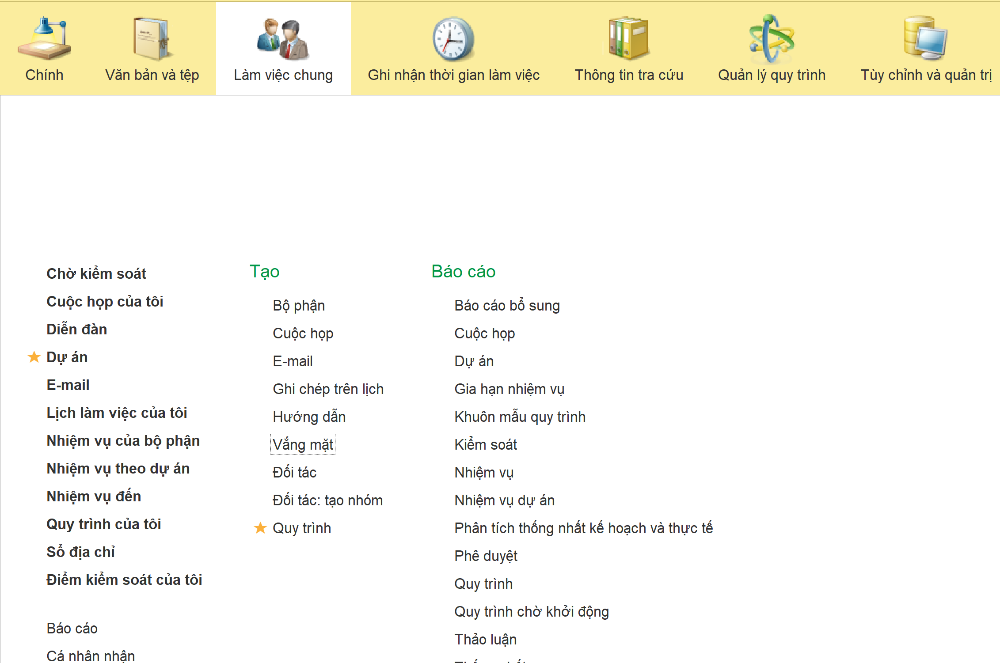 Chính
Văn bản và tệp
Làm việc chung
Ghi nhận thời gian làm việc
Thông tin tra cứu
Quản lý quy trình
Tùy chỉnh và quản trị
Chờ kiểm soát
Cuộc họp của tôi
Diễn đàn
Dự án
E-mail
Lịch làm việc của tôi
Nhiệm vụ của bộ phận
Nhiệm vụ theo dự án
Nhiệm vụ đến
Quy trình của tôi
Sổ địa chỉ
Điểm kiểm soát của tôi
Báo cáo
Cá nhân nhận
Tạo
Bộ phận
Cuộc họp
E-mail
Ghi chép trên lịch
Hướng dẫn
Vắng mặt
Đối tác
Đối tác: tạo nhóm
Quy trình
Báo cáo
Báo cáo bổ sung
Cuộc họp
Dự án
Gia hạn nhiệm vụ
Khuôn mẫu quy trình
Kiểm soát
Nhiệm vụ
Nhiệm vụ dự án
Phân tích thống nhất kế hoạch và thực tế
Phê duyệt
Quy trình
Quy trình chờ khởi động
Thảo luận